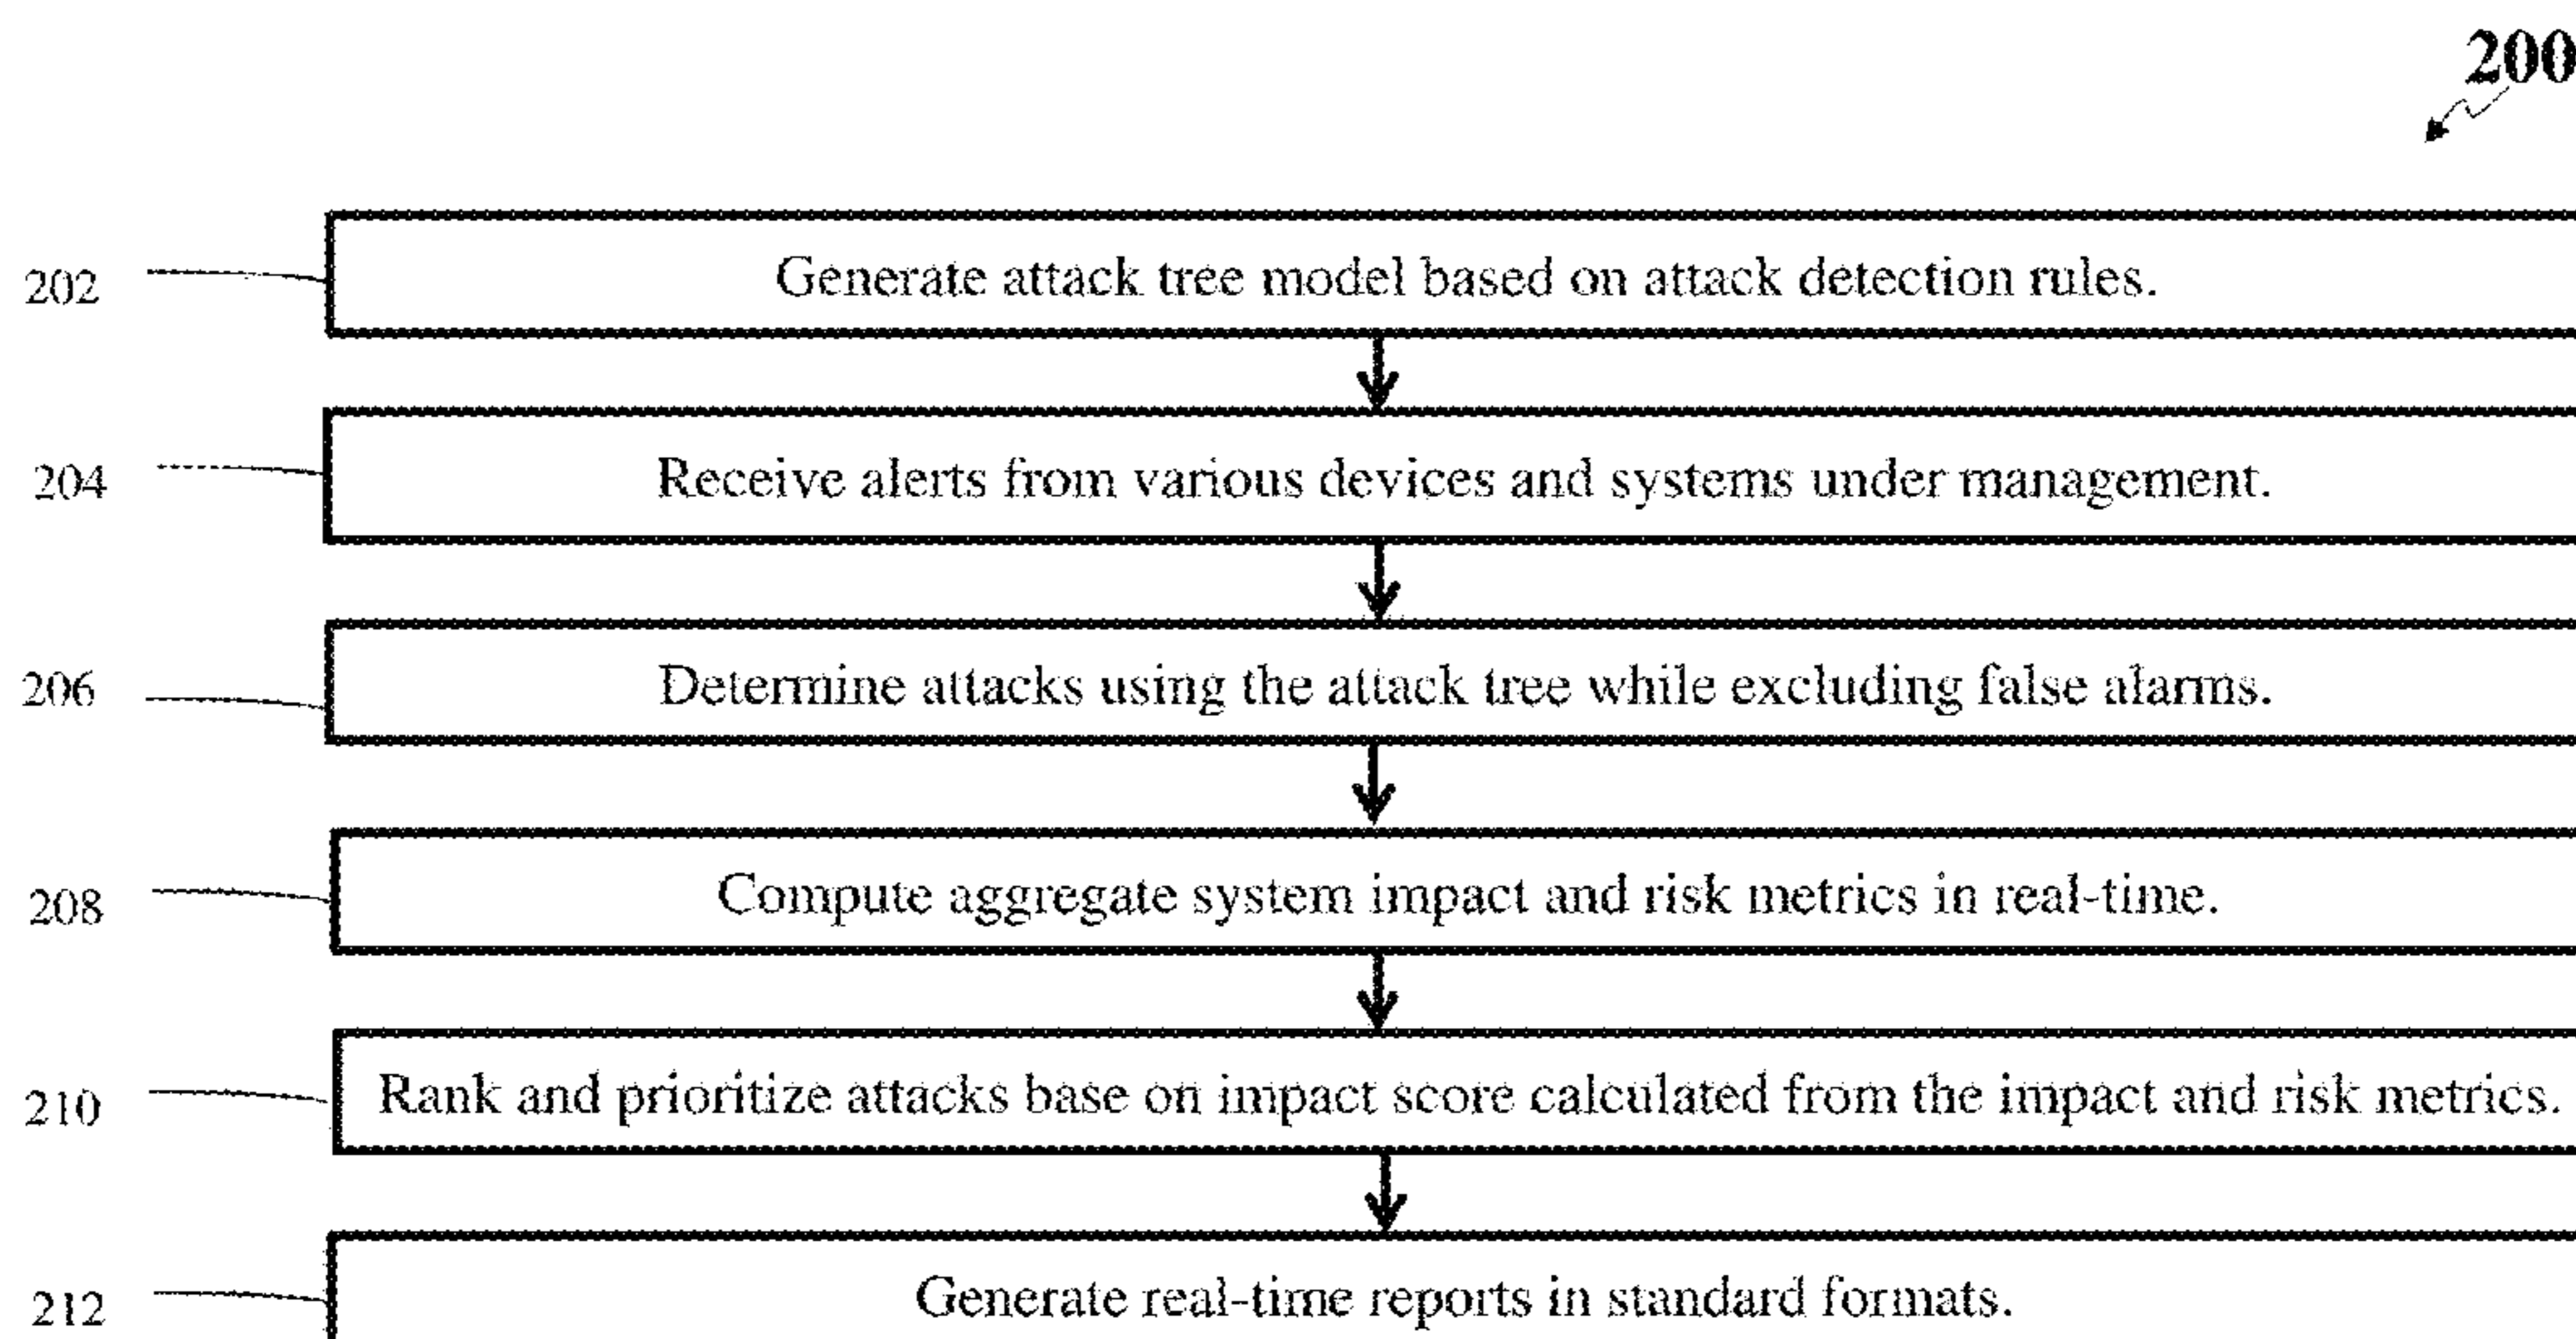 200
202 Generate attack tree model based on attack detection rules.
204 Receive alerts from various devices and systems under management.
206 Determine attacks using the attack tree while excluding false alarms.
208 Compute aggregate system impact and risk metrics in real-time.
210 Rank and prioritize attacks base on impact score calculated from the impact and risk metrics.
212 Generate real-time reports in standard formats.